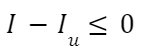 I − I_u ≤ 0